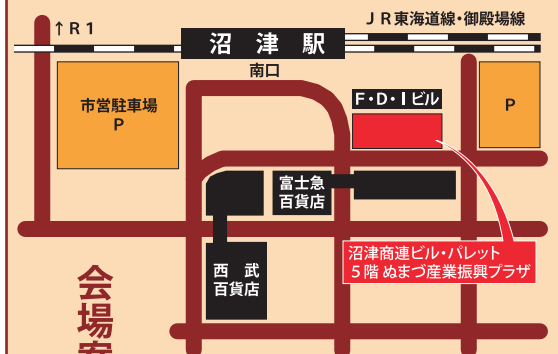 ↑R1
JR東海道線・御殿場線
沼津駅
南口
市営駐車場
P
F・D・Iビル
P
富士急
百貨店
沼津商連ビル・パレット
5階 ぬまづ産業振興プラザ
西武
百貨店
会場